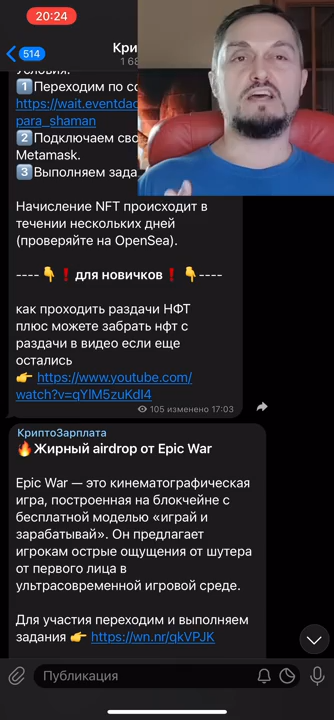 20:24
514
Кри
1 68
Условия:
1 Переходим по сс
https://wait.eventdao
para_shaman
2 Подключаем сво
Metamask.
3 Выполняем зада
Начисление NFT происходит в
течении нескольких дней
(проверяйте на OpenSea).
----👇❗для новичков❗👇----
как проходить раздачи НФТ
плюс можете забрать нфт с
раздачи в видео если еще
остались
👉 https://www.youtube.com/
watch?v=qYlM5zuKdI4
105 изменено 17:03
КриптоЗарплата
🔥Жирный airdrop от Epic War
Epic War — это кинематографическая
игра, построенная на блокчейне с
бесплатной моделью «играй и
зарабатывай». Он предлагает
игрокам острые ощущения от шутера
от первого лица в
ультрасовременной игровой среде.
Для участия переходим и выполняем
задания 👉 https://wn.nr/qkVPJK
Публикация